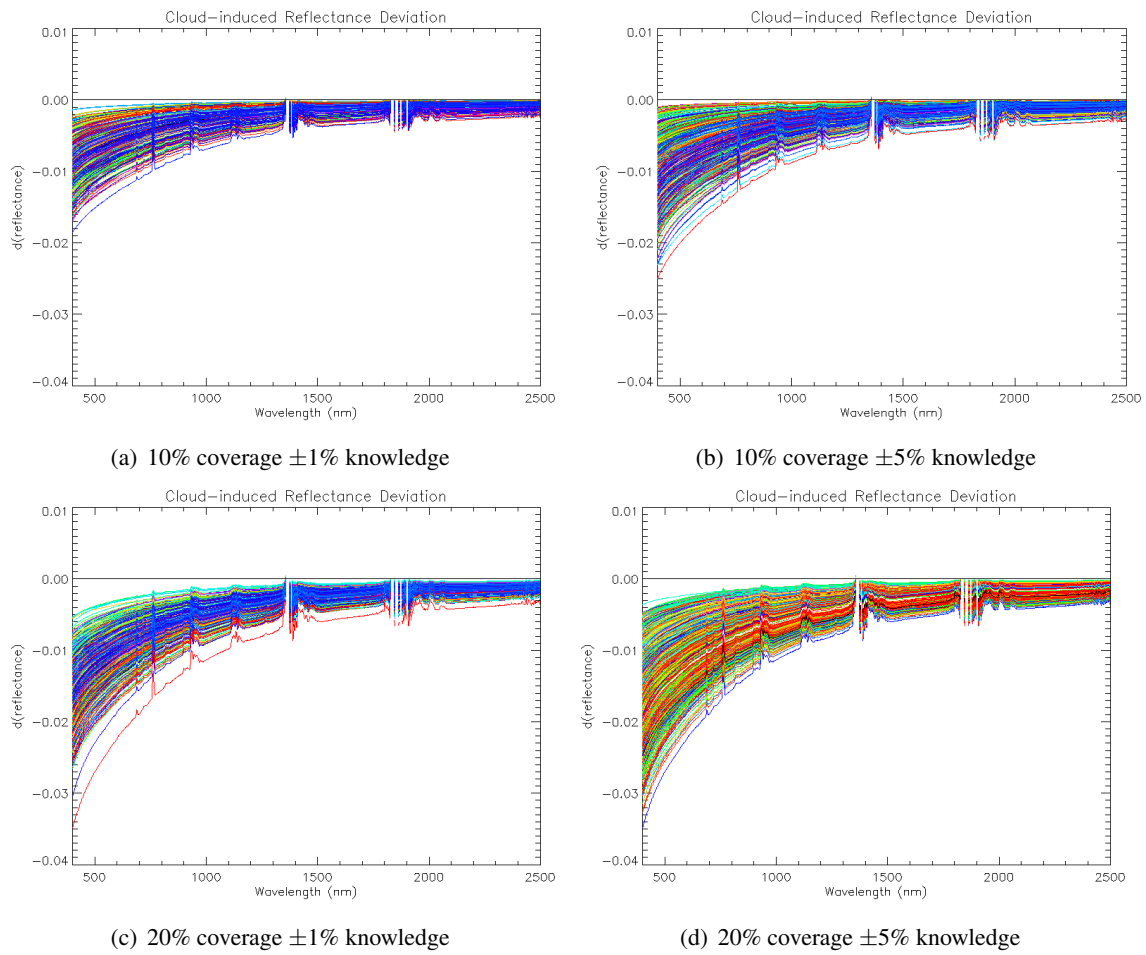 Cloud-induced Reflectance Deviation
0.01
0.00
-0.01
-0.02
-0.03
-0.04
d(reflectance)
500 1000 1500 2000 2500
Wavelength (nm)
(a) 10% coverage ±1% knowledge
Cloud-induced Reflectance Deviation
0.01
0.00
-0.01
-0.02
-0.03
-0.04
d(reflectance)
500 1000 1500 2000 2500
Wavelength (nm)
(b) 10% coverage ±5% knowledge
Cloud-induced Reflectance Deviation
0.01
0.00
-0.01
-0.02
-0.03
-0.04
d(reflectance)
500 1000 1500 2000 2500
Wavelength (nm)
(c) 20% coverage ±1% knowledge
Cloud-induced Reflectance Deviation
0.01
0.00
-0.01
-0.02
-0.03
-0.04
d(reflectance)
500 1000 1500 2000 2500
Wavelength (nm)
(d) 20% coverage ±5% knowledge